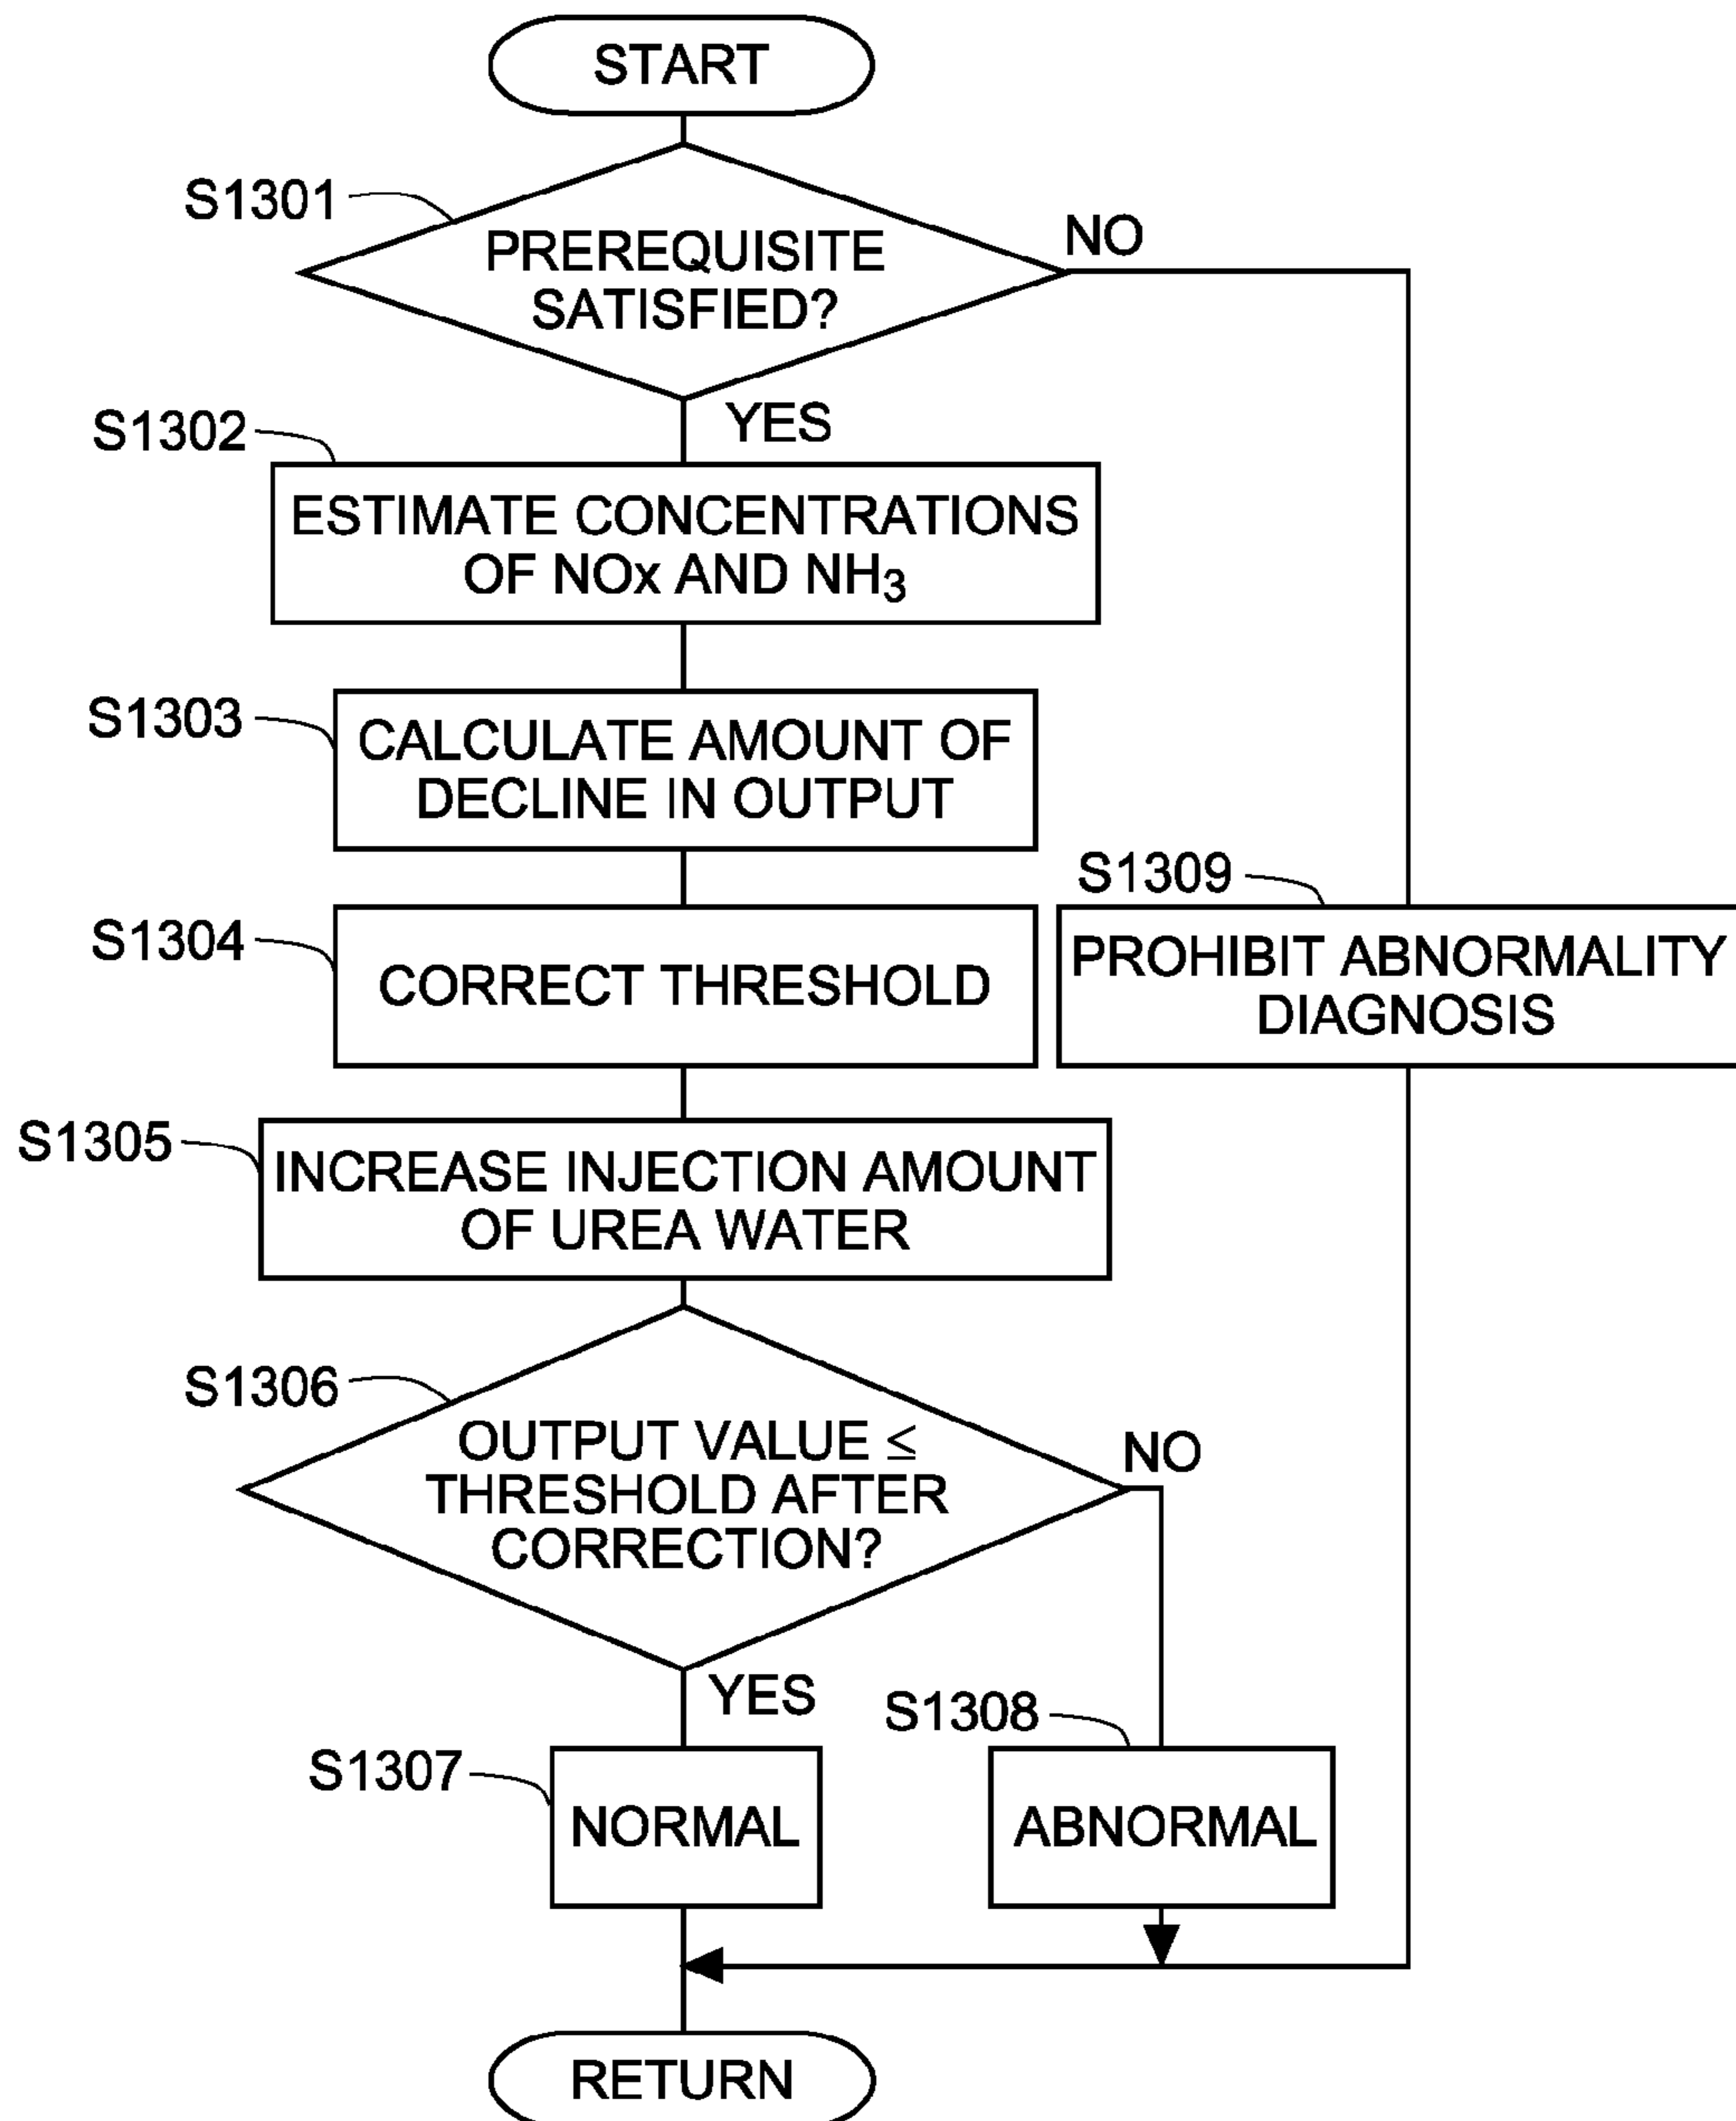 START
S1301
PREREQUISITE
SATISFIED?
NO
YES
S1302
ESTIMATE CONCENTRATIONS
OF NOx AND NH₃
S1303
CALCULATE AMOUNT OF
DECLINE IN OUTPUT
S1304
CORRECT THRESHOLD
S1309
PROHIBIT ABNORMALITY
DIAGNOSIS
S1305
INCREASE INJECTION AMOUNT
OF UREA WATER
S1306
OUTPUT VALUE ≤
THRESHOLD AFTER
CORRECTION?
NO
YES
S1307
NORMAL
S1308
ABNORMAL
RETURN